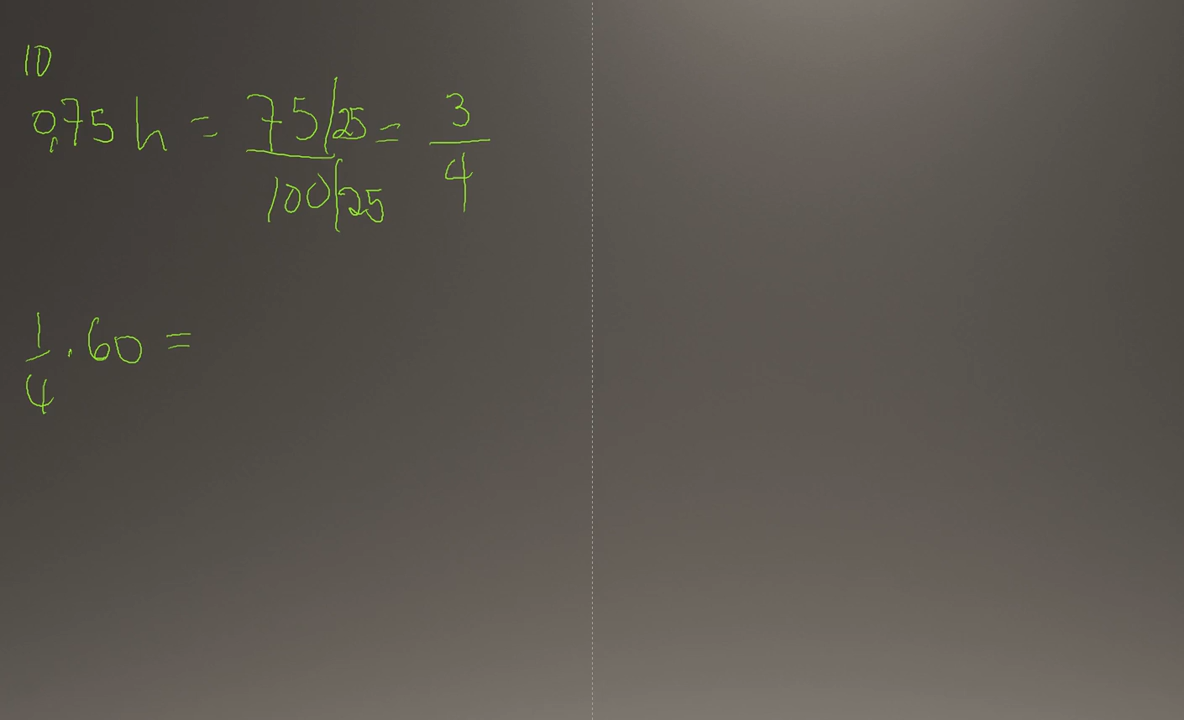 10
0,75 h = 75/25 = 3
100/25 4
1
4 . 60 =